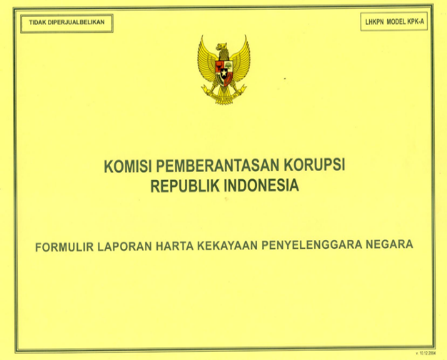 TIDAK DIPERJUALBELIKAN
LHKPN MODEL KPK-A
KOMISI PEMBERANTASAN KORUPSI
REPUBLIK INDONESIA
FORMULIR LAPORAN HARTA KEKAYAAN PENYELENGGARA NEGARA